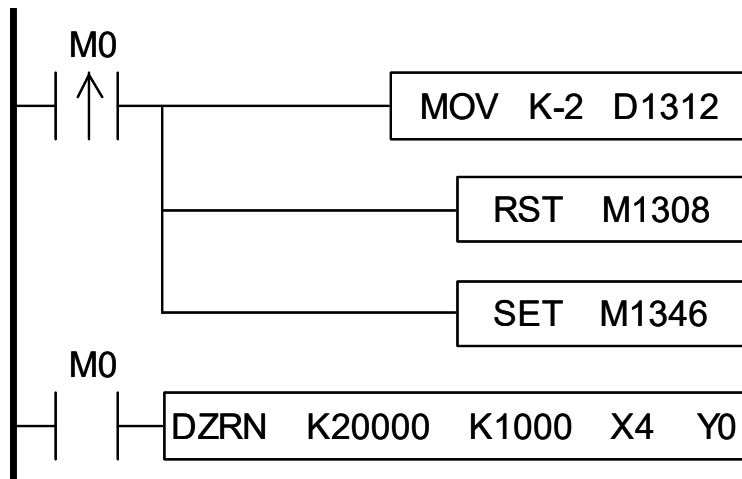 M0
MOV K-2 D1312
RST M1308
SET M1346
M0
DZRN K20000 K1000 X4 Y0